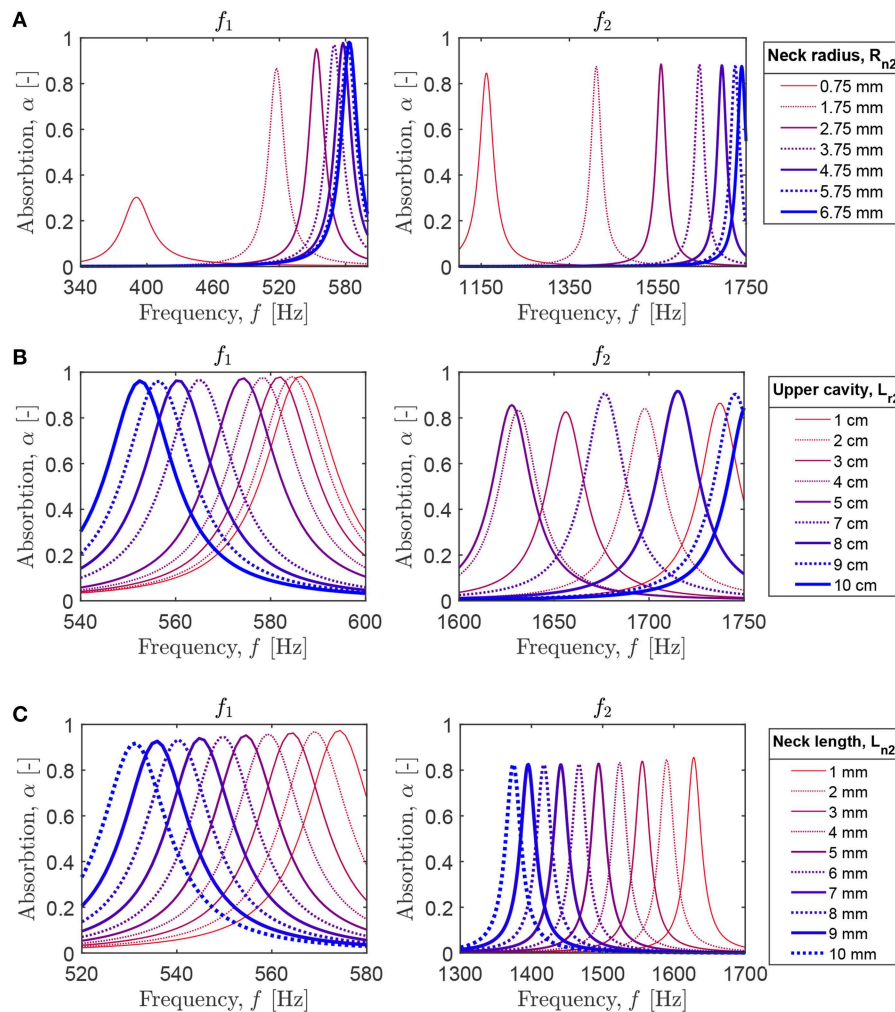 A
f1
f2
Absorbtion, α [-]
1
0.8
0.6
0.4
0.2
0
340
400
460
520
580
Frequency, f [Hz]
Absorbtion, α [-]
1
0.8
0.6
0.4
0.2
0
1150
1350
1550
1750
Frequency, f [Hz]
Neck radius, Rn2
0.75 mm
1.75 mm
2.75 mm
3.75 mm
4.75 mm
5.75 mm
6.75 mm
B
f1
f2
Absorbtion, α [-]
1
0.8
0.6
0.4
0.2
0
540
560
580
600
Frequency, f [Hz]
Absorbtion, α [-]
1
0.8
0.6
0.4
0.2
0
1600
1650
1700
1750
Frequency, f [Hz]
Upper cavity, Lr2
1 cm
2 cm
3 cm
4 cm
5 cm
7 cm
8 cm
9 cm
10 cm
C
f1
f2
Absorbtion, α [-]
1
0.8
0.6
0.4
0.2
0
520
540
560
580
Frequency, f [Hz]
Absorbtion, α [-]
1
0.8
0.6
0.4
0.2
0
1300
1400
1500
1600
1700
Frequency, f [Hz]
Neck length, Ln2
1 mm
2 mm
3 mm
4 mm
5 mm
6 mm
7 mm
8 mm
9 mm
10 mm